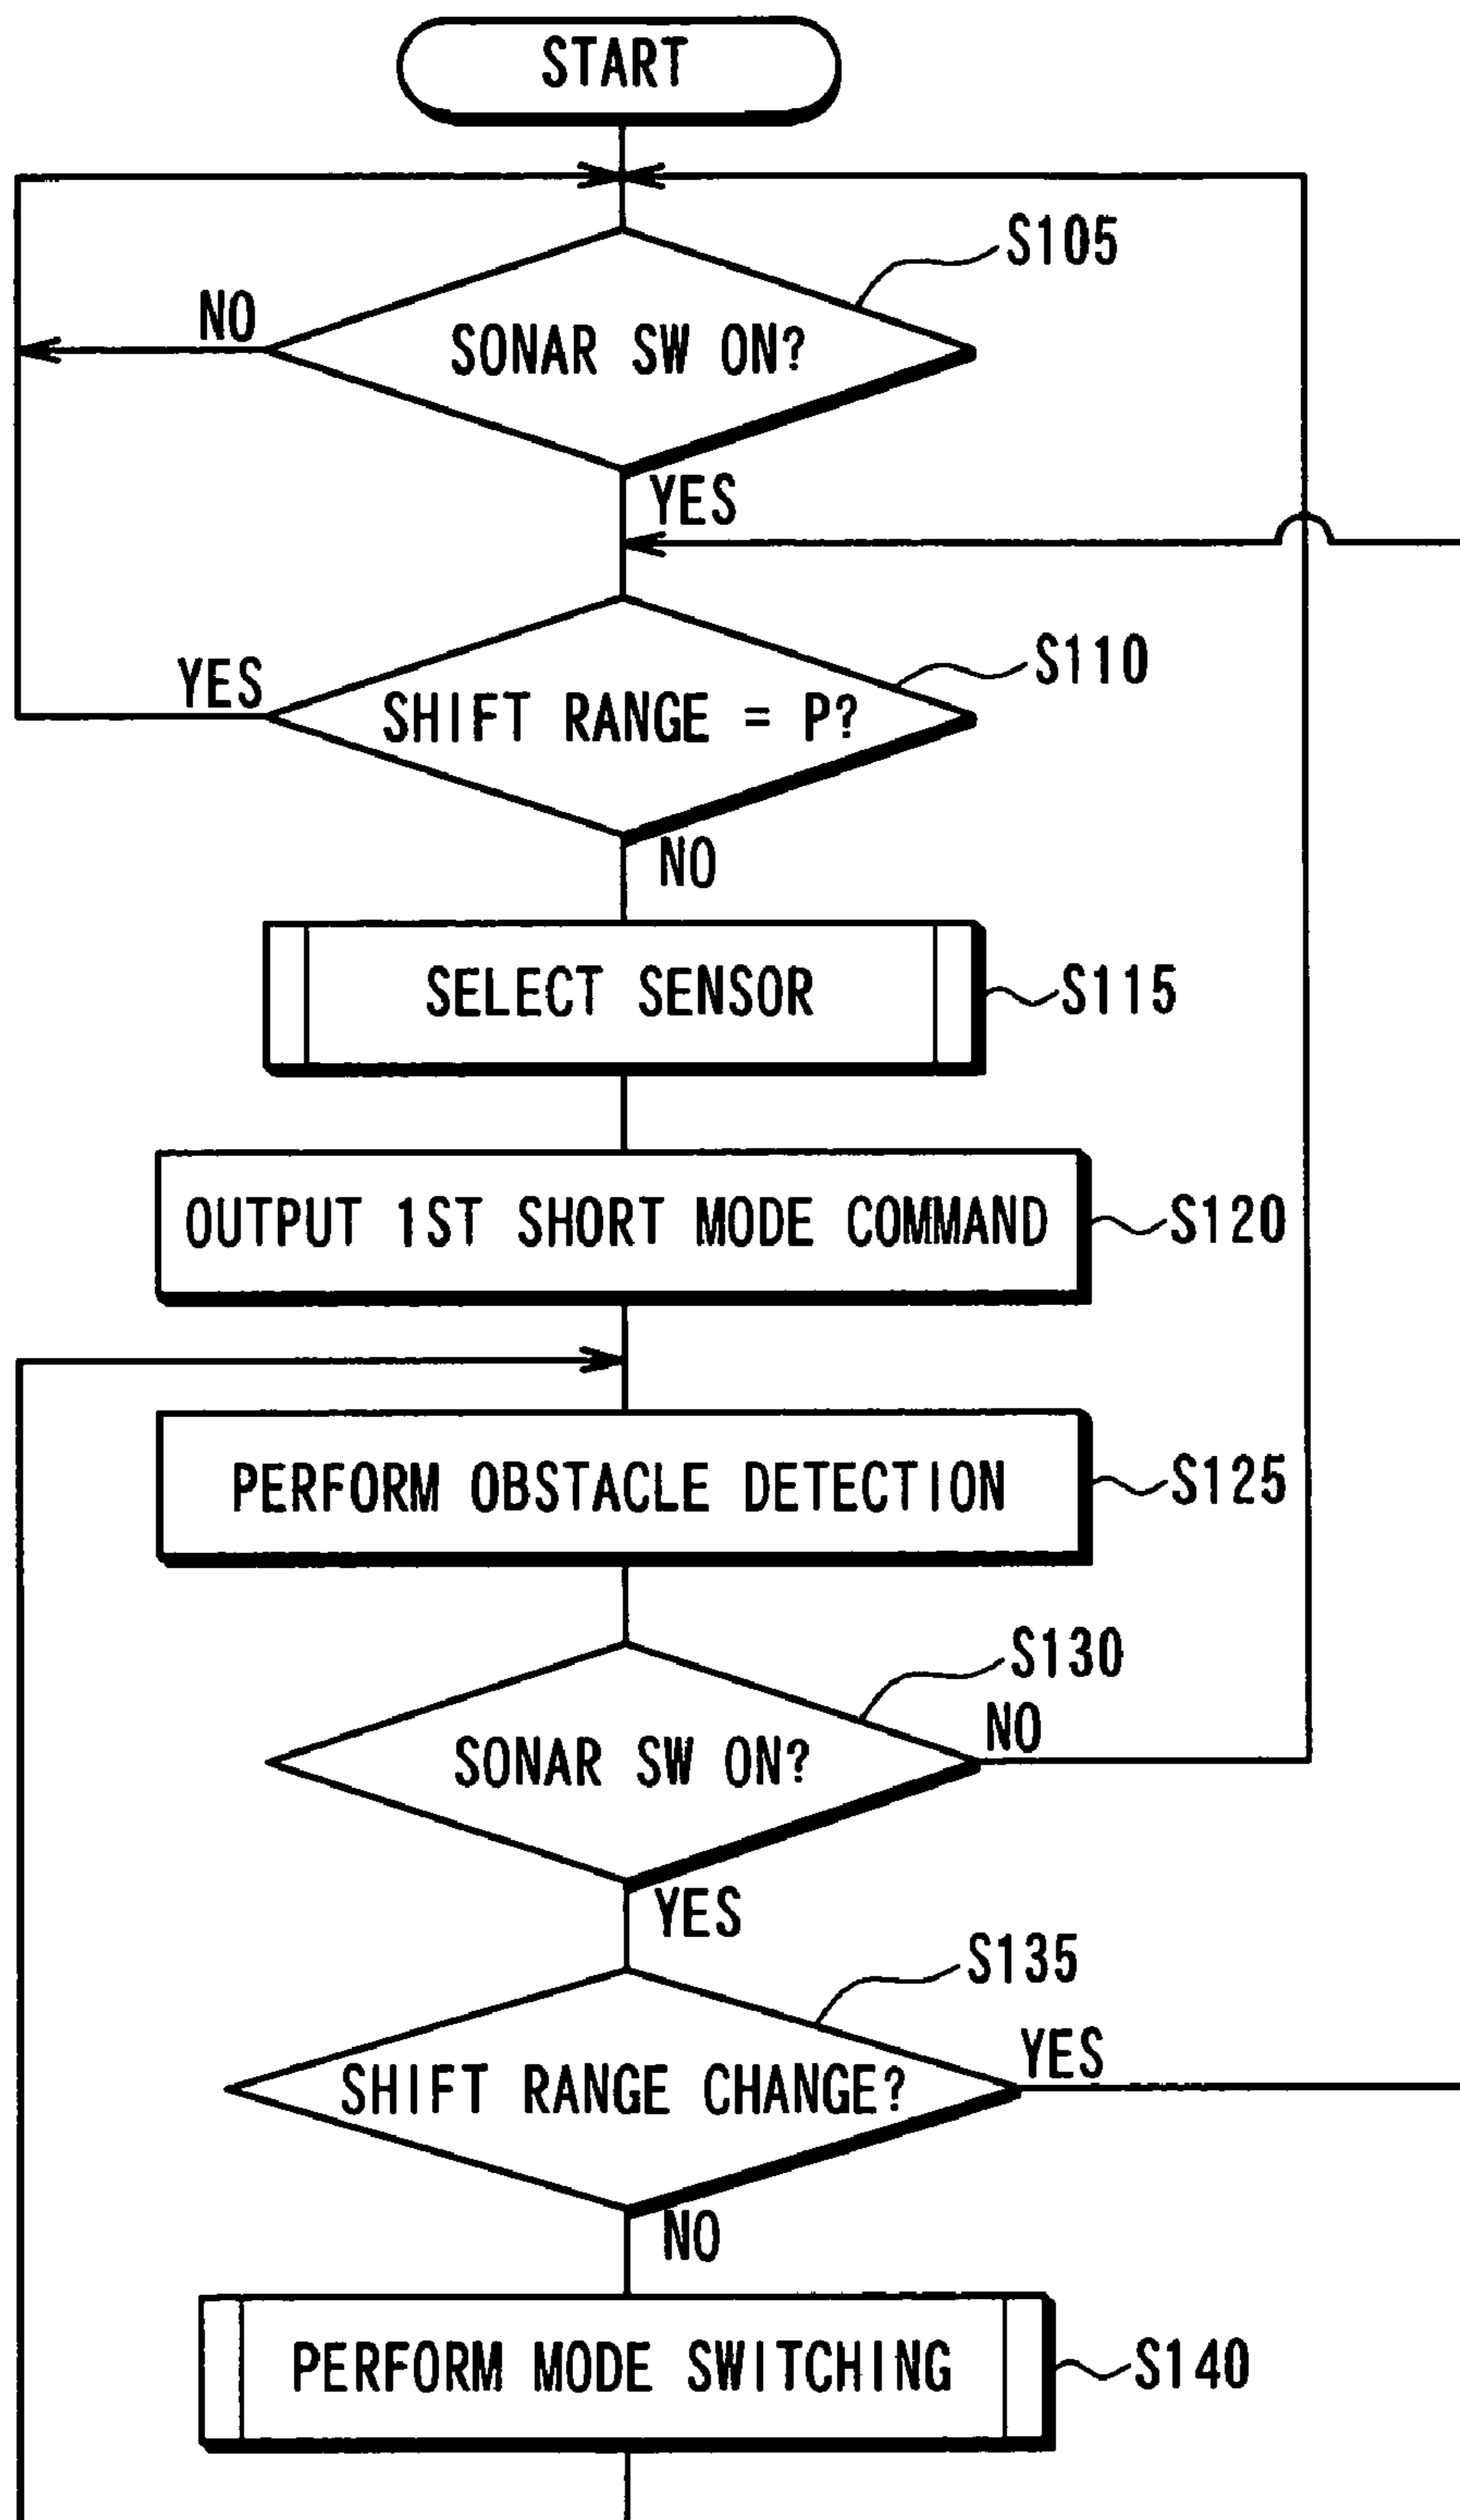 START
S105
NO
SONAR SW ON?
YES
S110
YES
SHIFT RANGE = P?
NO
SELECT SENSOR
S115
OUTPUT 1ST SHORT MODE COMMAND
S120
PERFORM OBSTACLE DETECTION
S125
S130
NO
SONAR SW ON?
YES
S135
YES
SHIFT RANGE CHANGE?
NO
PERFORM MODE SWITCHING
S140